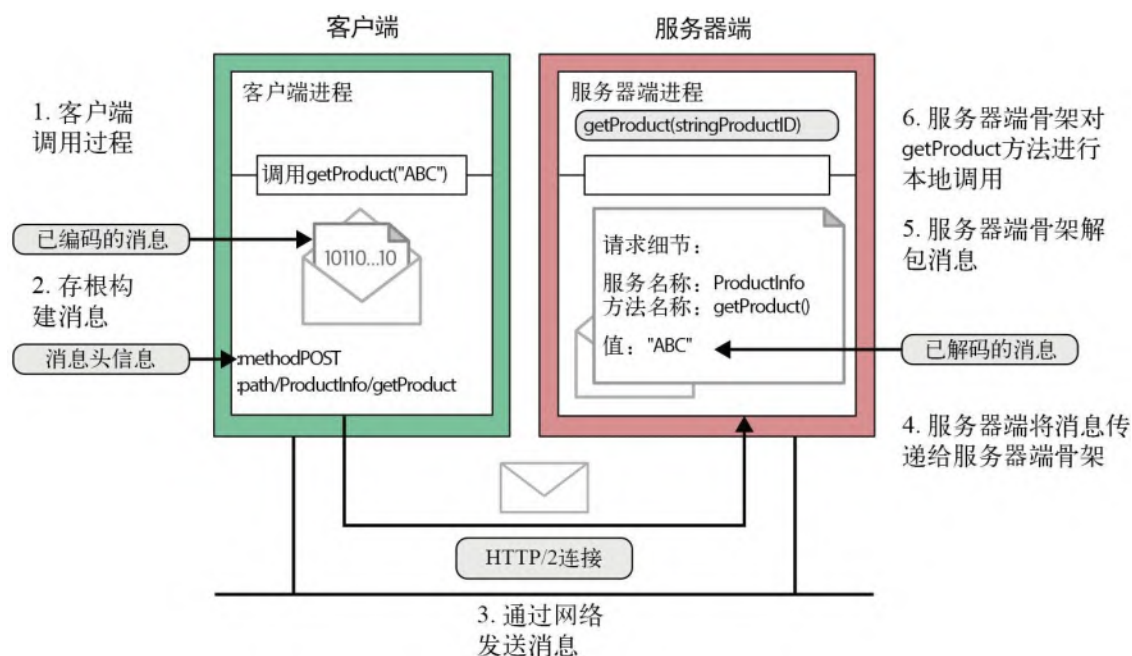 客户端
服务器端
1. 客户端
调用过程
客户端进程
调用getProduct("ABC")
已编码的消息
10110...10
2. 存根构
建消息
消息头信息
:methodPOST
:path/ProductInfo/getProduct
服务器端进程
getProduct(stringProductID)
请求细节：
服务名称：ProductInfo
方法名称：getProduct()
值："ABC"
6. 服务器端骨架对
getProduct方法进行
本地调用
5. 服务器端骨架解
包消息
已解码的消息
4. 服务器端将消息传
递给服务器端骨架
HTTP/2连接
3. 通过网络
发送消息